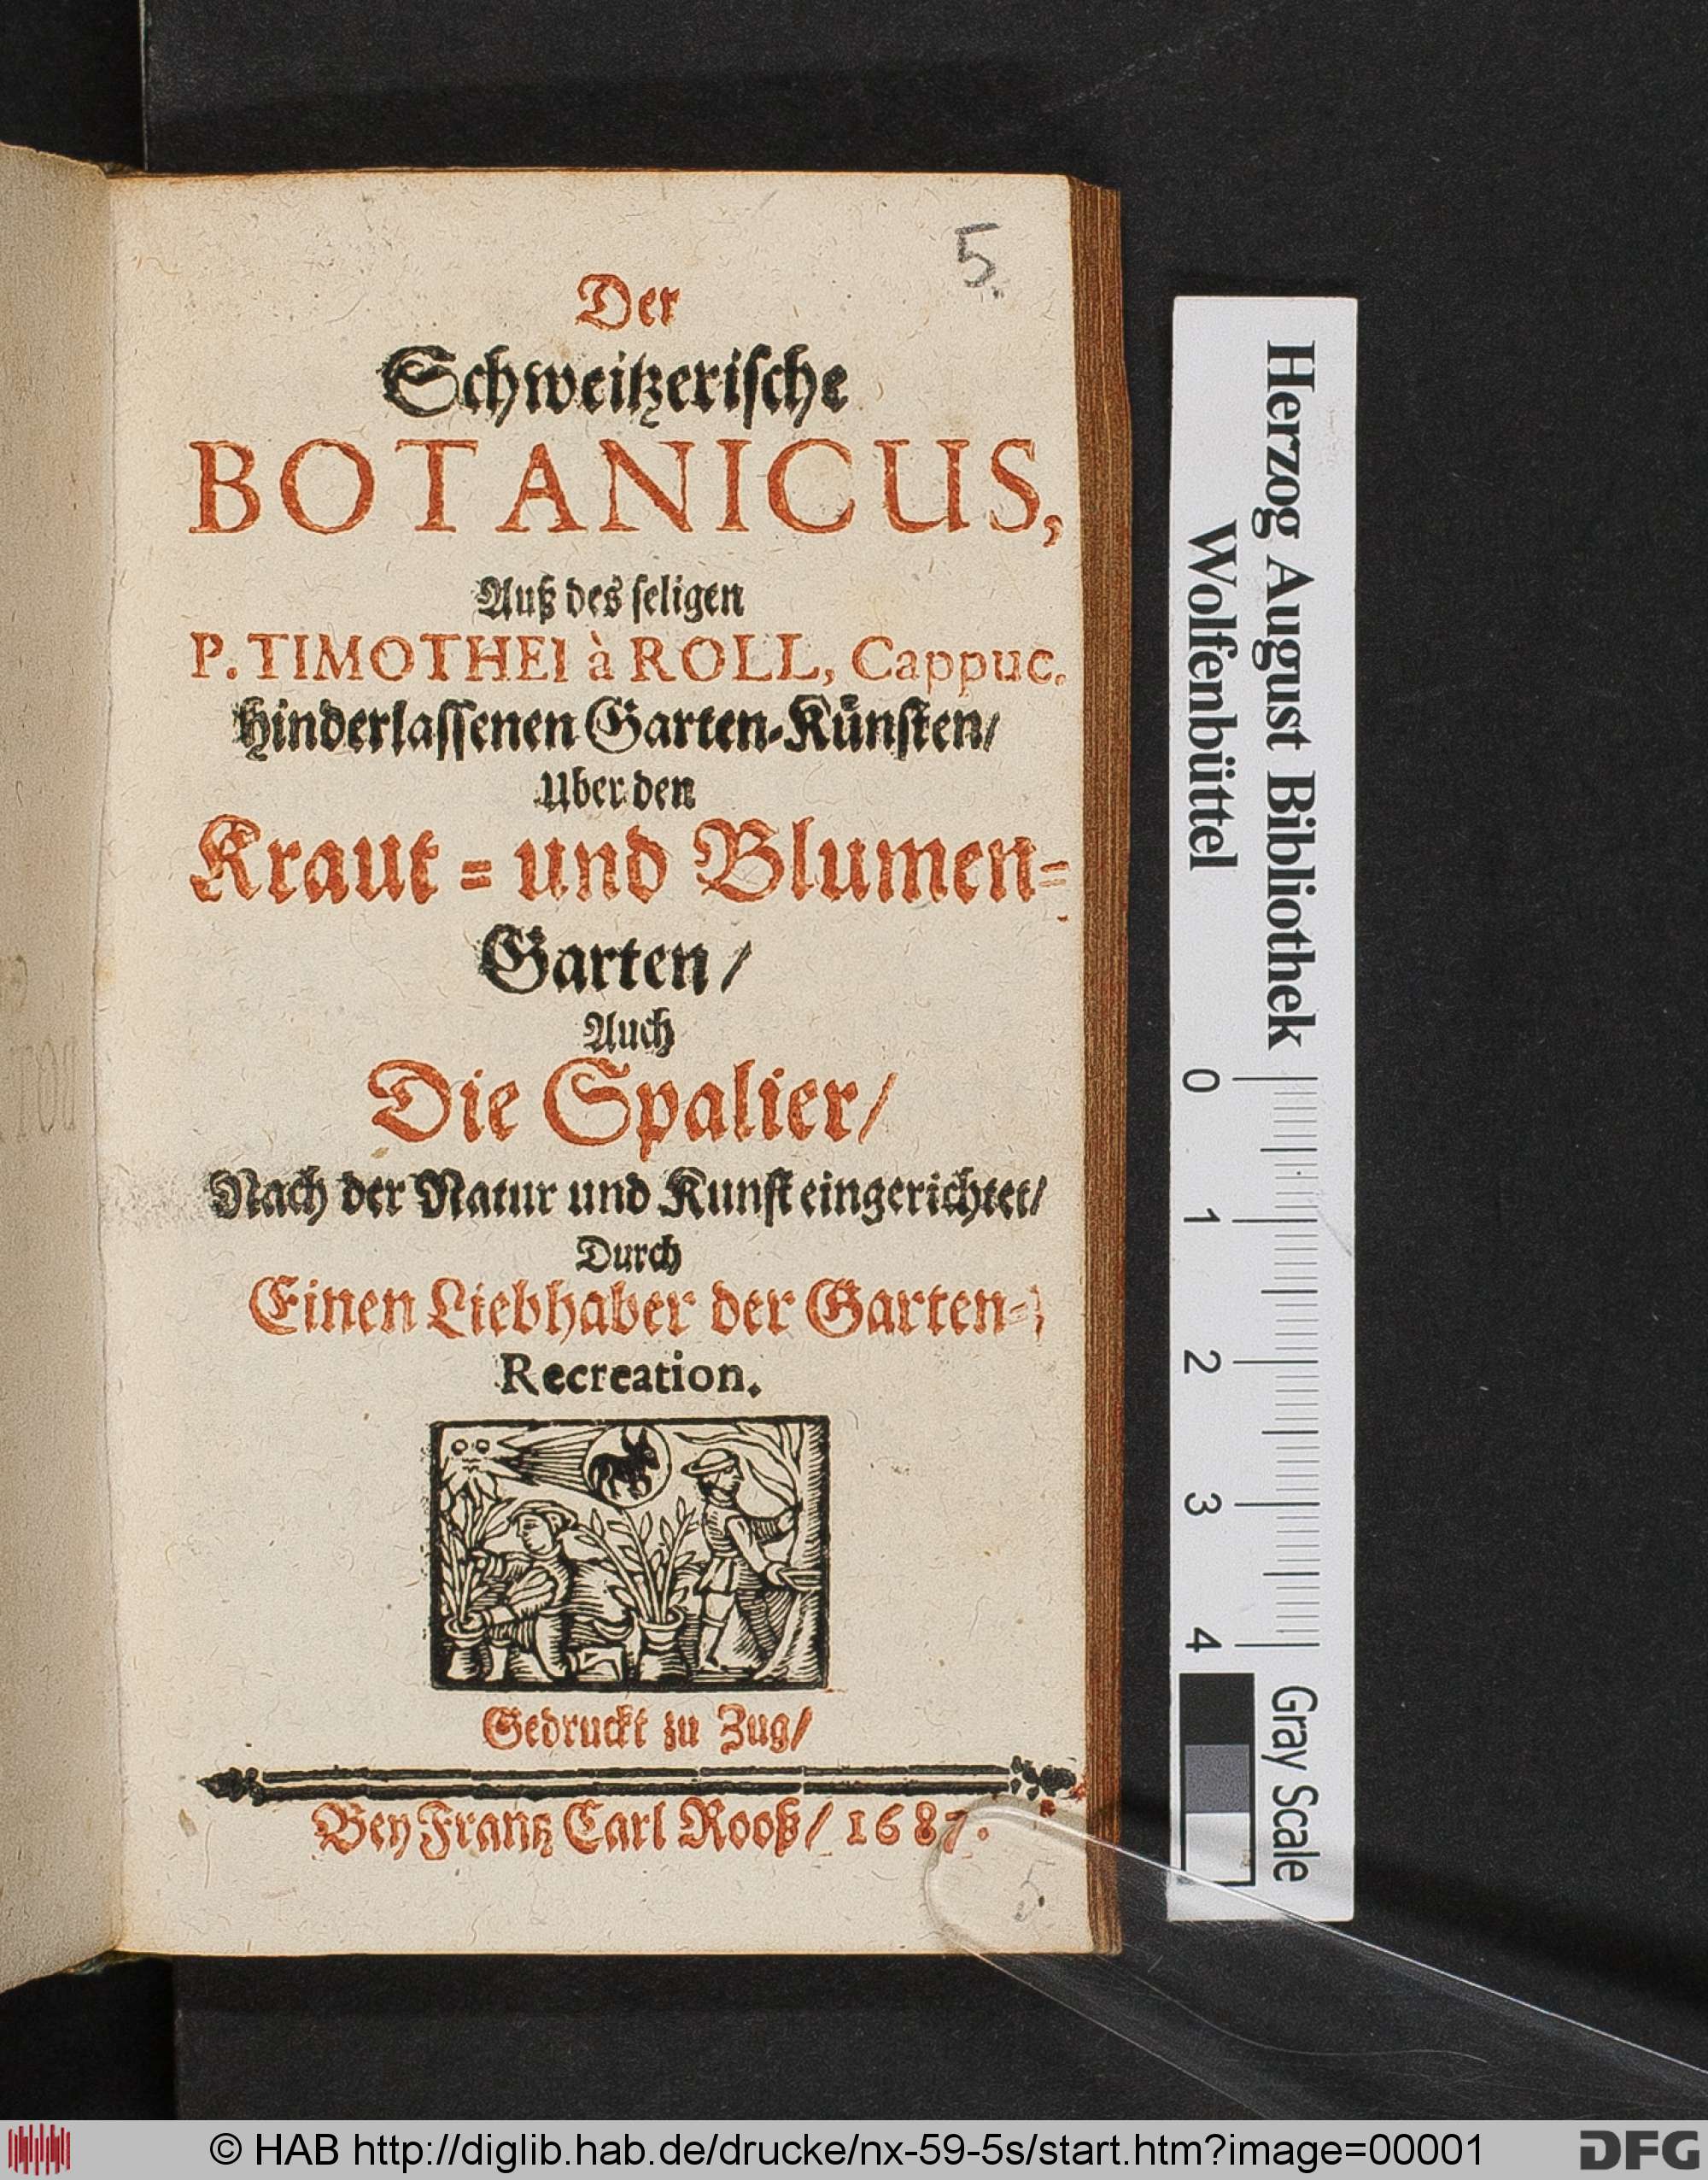 5.
Der
Schweitzerische
BOTANICUS,
Auß des seligen
P. TIMOTHEI à ROLL, Cappuc.
hinderlassenen Garten-Künsten/
Uber den
Kraut = und Blumen=
Garten /
Auch
Die Spalier/
Nach der Natur und Kunst eingerichtet/
Durch
Einen Liebhaber der Garten-
Recreation.
Gedruckt zu Zug/
Bey Frantz Carl Rooß/ 1687.
5.
Herzog August Bibliothek
Wolfenbüttel
0 1 2 3 4
Gray Scale
© HAB http://diglib.hab.de/drucke/nx-59-5s/start.htm?image=00001
DFG